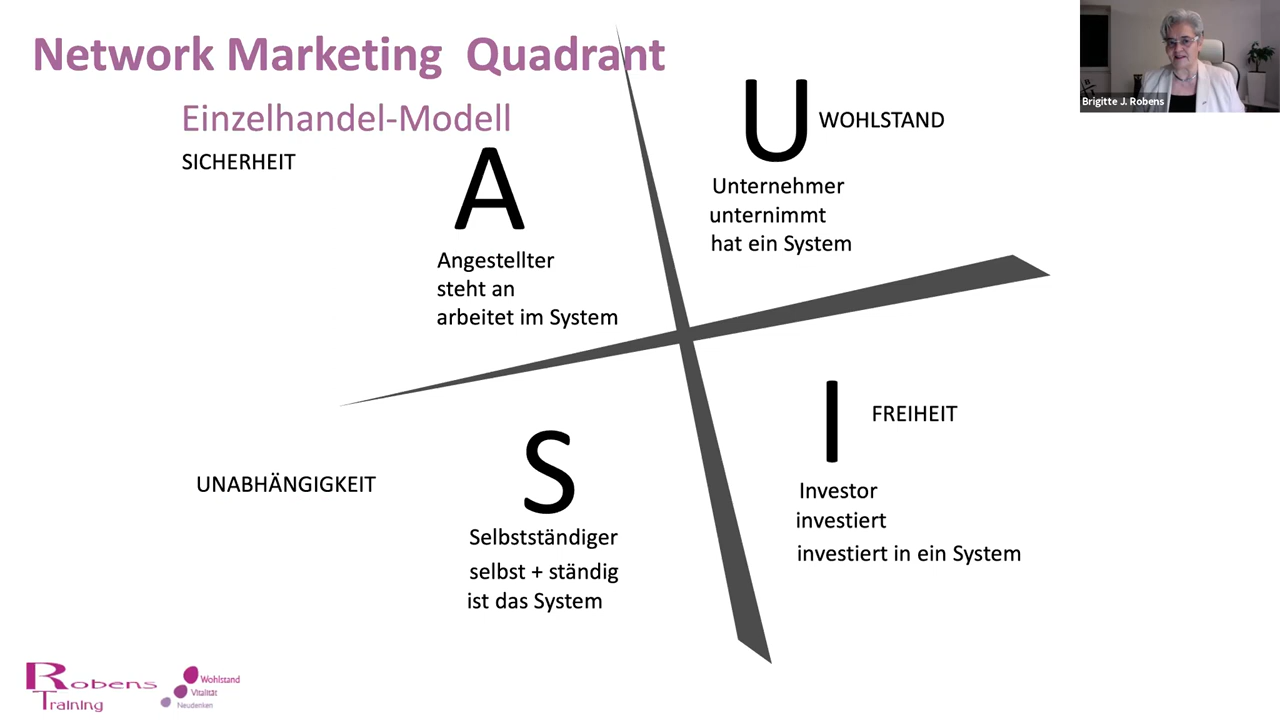 Network Marketing Quadrant
Einzelhandel-Modell
SICHERHEIT
A
Angestellter
steht an
arbeitet im System
U
WOHLSTAND
Unternehmer
unternimmt
hat ein System
UNABHÄNGIGKEIT
S
Selbstständiger
selbst + ständig
ist das System
I
FREIHEIT
Investor
investiert
investiert in ein System
Brigitte J. Robens
Robens
Training
Wohlstand
Vitalität
Neudenken